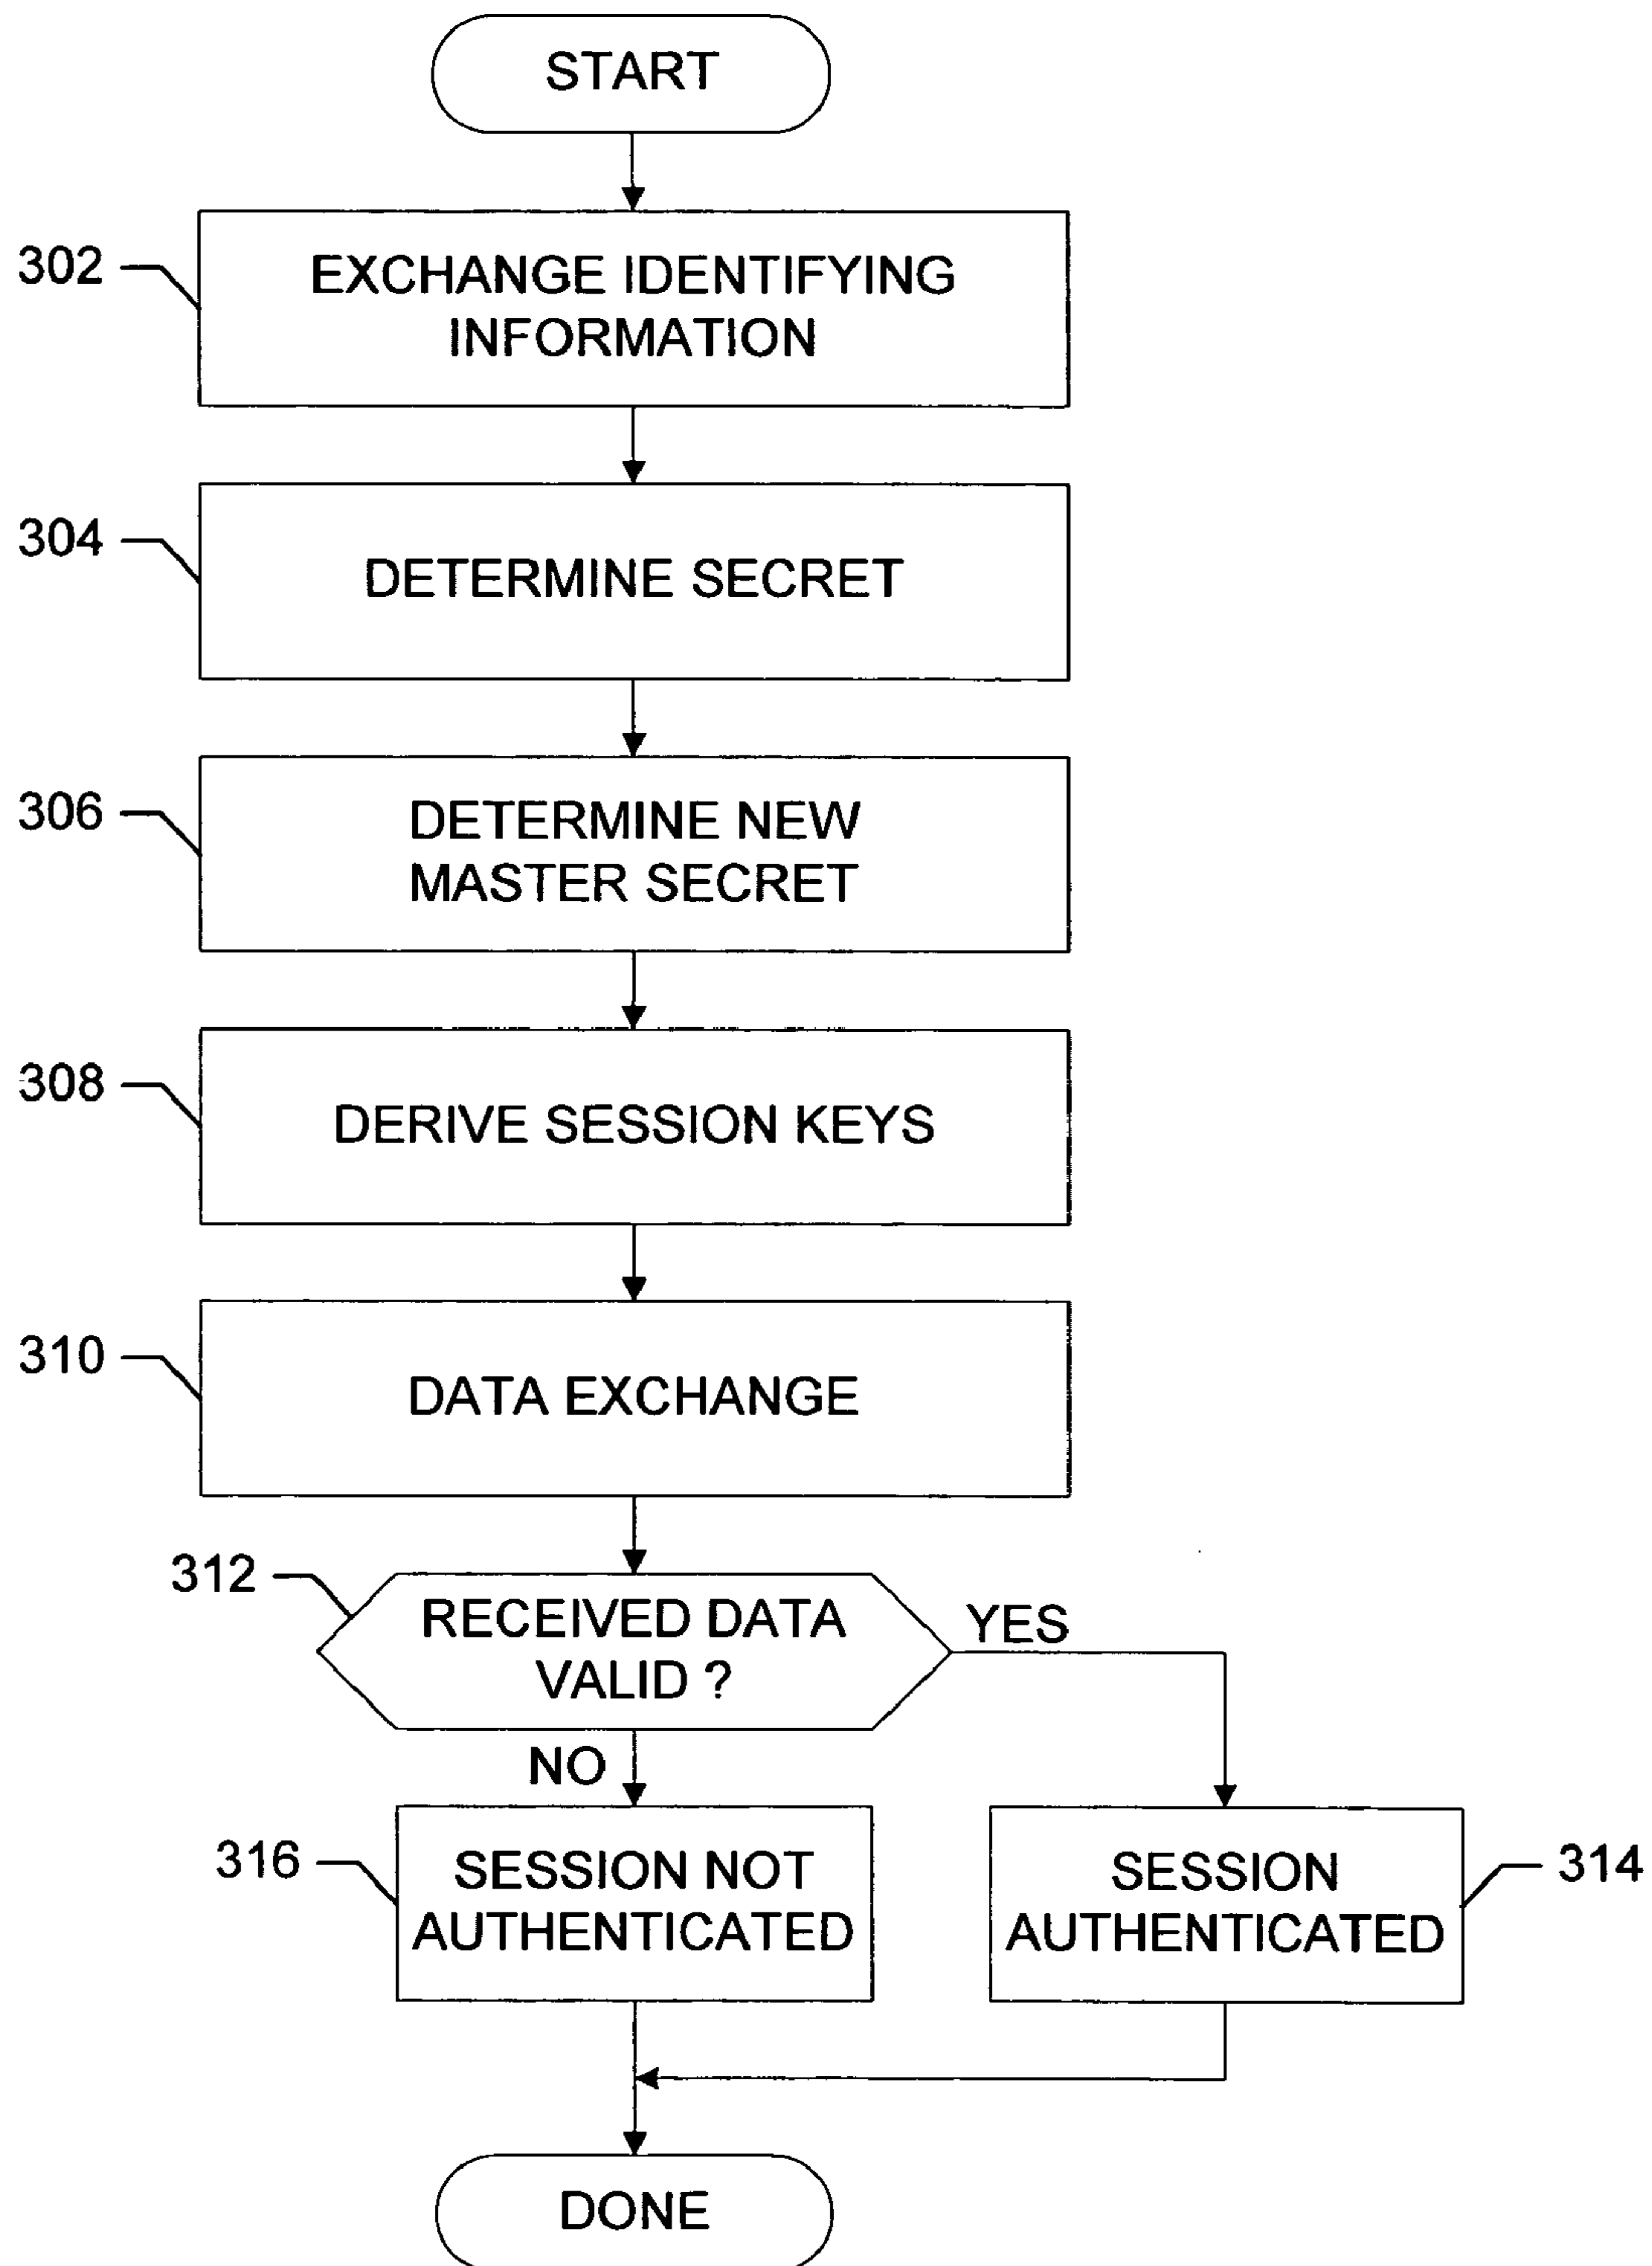 START
302
EXCHANGE IDENTIFYING
INFORMATION
304
DETERMINE SECRET
306
DETERMINE NEW
MASTER SECRET
308
DERIVE SESSION KEYS
310
DATA EXCHANGE
312
RECEIVED DATA
VALID ?
YES
NO
316
SESSION NOT
AUTHENTICATED
SESSION
AUTHENTICATED
314
DONE